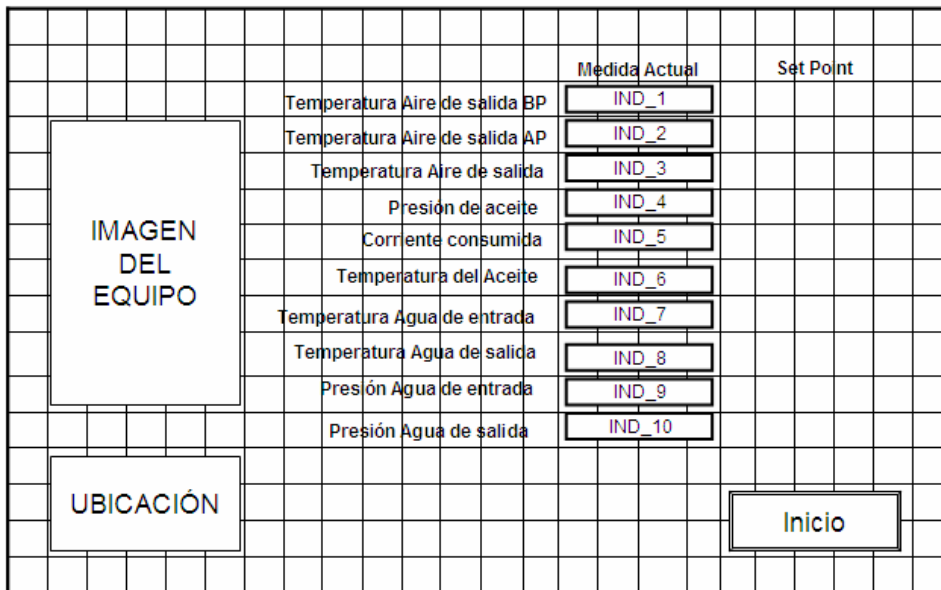 Medida Actual Set Point
Temperatura Aire de salida BP IND_1
Temperatura Aire de salida AP IND_2
Temperatura Aire de salida IND_3
Presión de aceite IND_4
Corriente consumida IND_5
Temperatura del Aceite IND_6
Temperatura Agua de entrada IND_7
Temperatura Agua de salida IND_8
Presión Agua de entrada IND_9
Presión Agua de salida IND_10
IMAGEN
DEL
EQUIPO
UBICACIÓN
Inicio